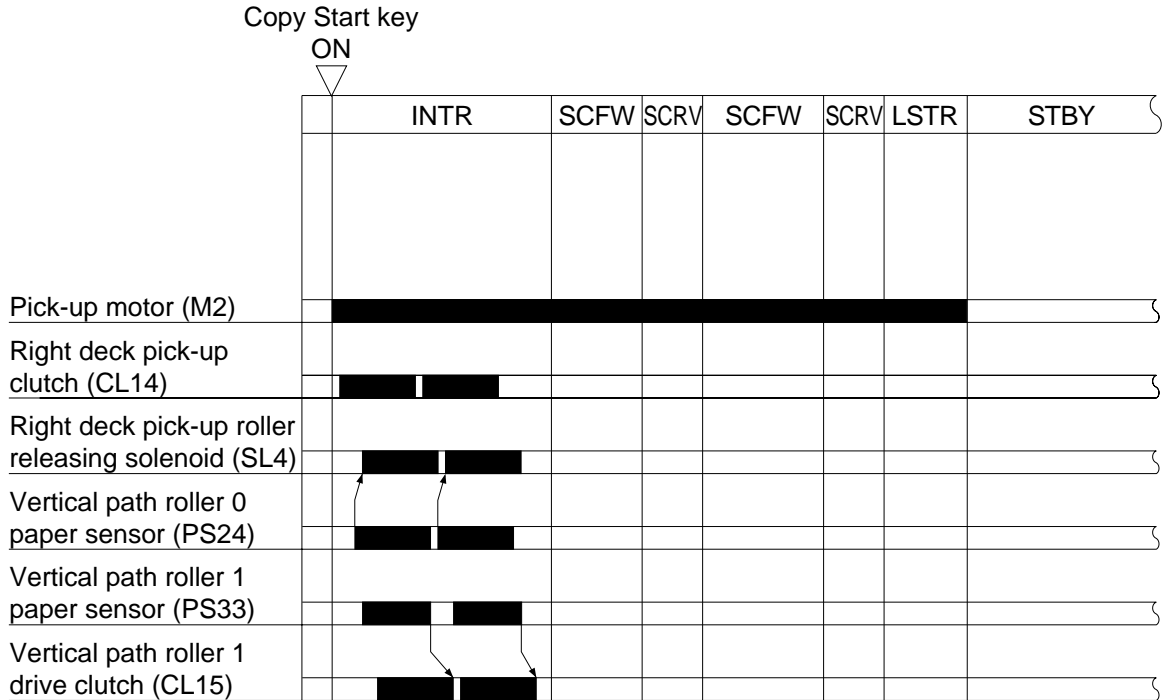 Copy Start key
ON
INTR SCFW SCRV SCFW SCRV LSTR STBY
Pick-up motor (M2)
Right deck pick-up
clutch (CL14)
Right deck pick-up roller
releasing solenoid (SL4)
Vertical path roller 0
paper sensor (PS24)
Vertical path roller 1
paper sensor (PS33)
Vertical path roller 1
drive clutch (CL15)